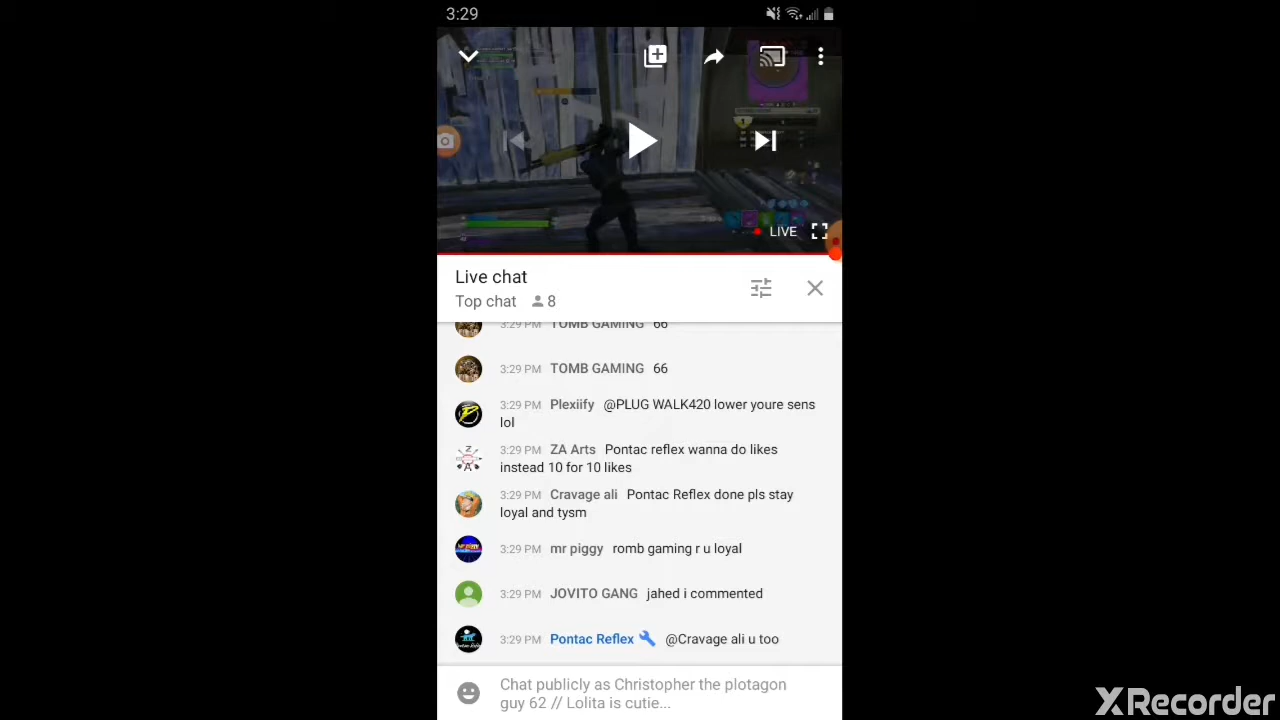 3:29
LIVE
Live chat
Top chat 8
3:29 PM TOMB GAMING 66
3:29 PM TOMB GAMING 66
3:29 PM Plexiify @PLUG WALK420 lower youre sens
lol
3:29 PM ZA Arts Pontac reflex wanna do likes
instead 10 for 10 likes
3:29 PM Cravage ali Pontac Reflex done pls stay
loyal and tysm
3:29 PM mr piggy romb gaming r u loyal
3:29 PM JOVITO GANG jahed i commented
3:29 PM Pontac Reflex @Cravage ali u too
Chat publicly as Christopher the plotagon
guy 62 // Lolita is cutie...
XRecorder